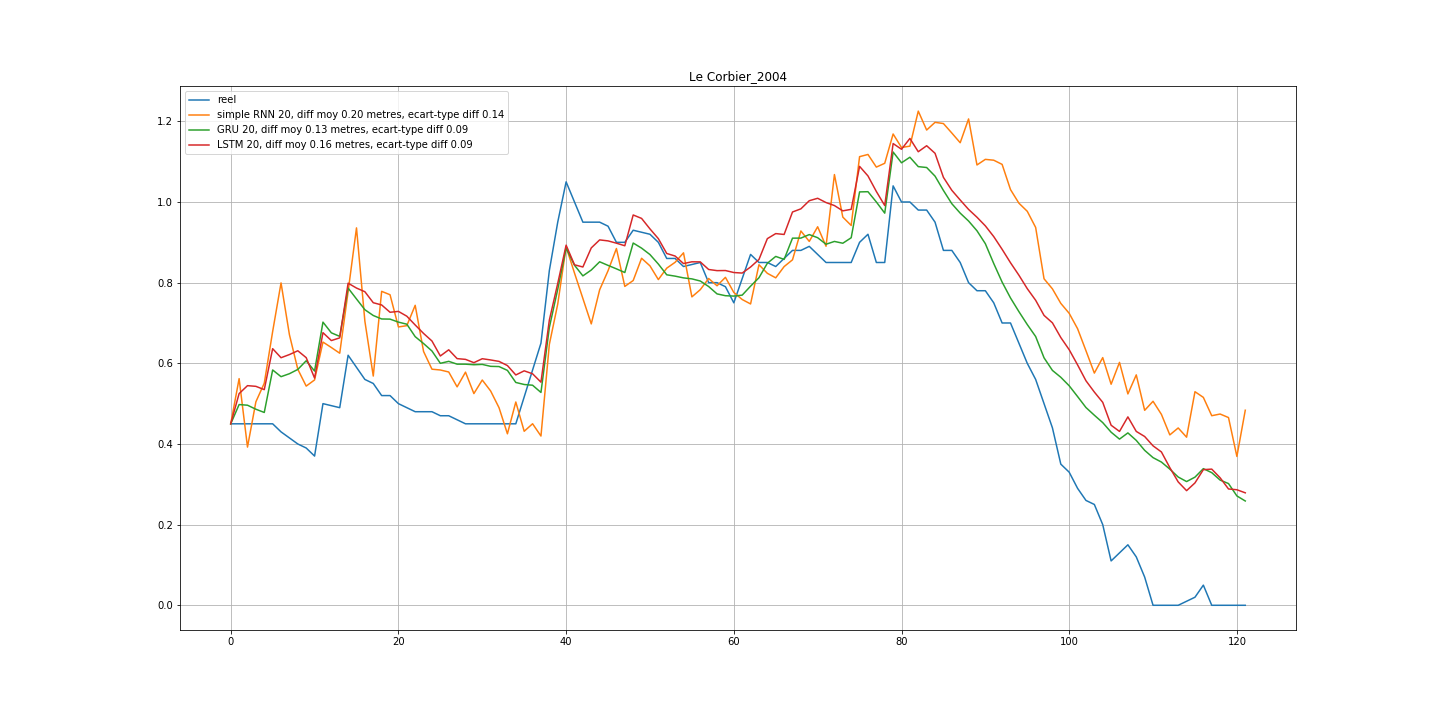 Le Corbier_2004
reel
simple RNN 20, diff moy 0.20 metres, ecart-type diff 0.14
GRU 20, diff moy 0.13 metres, ecart-type diff 0.09
LSTM 20, diff moy 0.16 metres, ecart-type diff 0.09
1.2
1.0
0.8
0.6
0.4
0.2
0.0
0 20 40 60 80 100 120